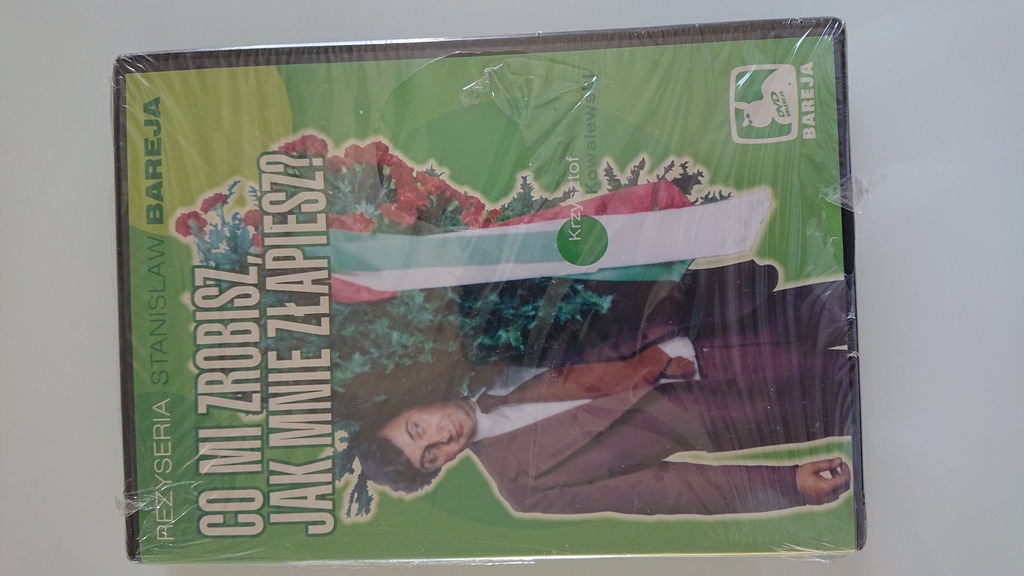 REŻYSERIA STANISŁAW BAREJA
CO MI ZROBISZ,
JAK MNIE ZŁAPIESZ?
Krzysztof
Kowalewski
DVD
BAREJA